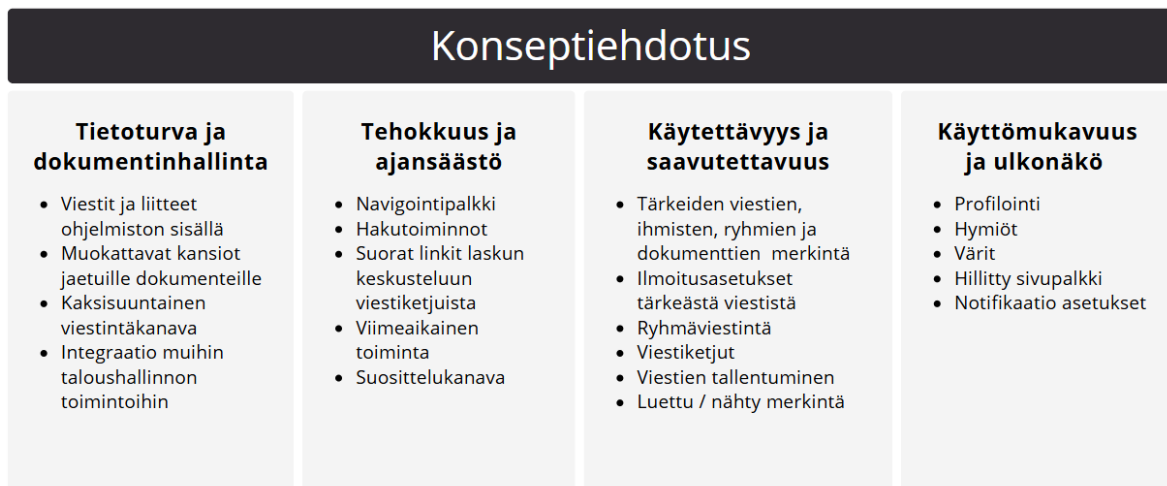 Konseptiehdotus
Tietoturva ja
dokumentinhallinta
• Viestit ja liitteet
ohjelmiston sisällä
• Muokattavat kansiot
jaetuille dokumenteille
• Kaksisuuntainen
viestintäkanava
• Integraatio muihin
taloushallinnon
toimintoihin
Tehokkuus ja
ajansäästö
• Navigointipalkki
• Hakutoiminnot
• Suorat linkit laskun
keskusteluun
viestiketjuista
• Viimeaikainen
toiminta
• Suosittelukanava
Käytettävyys ja
saavutettavuus
• Tärkeiden viestien,
ihmisten, ryhmien ja
dokumenttien  merkintä
• Ilmoitusasetukset
tärkeästä viestistä
• Ryhmäviestintä
• Viestiketjut
• Viestien tallentuminen
• Luettu / nähty merkintä
Käyttömukavuus
ja ulkonäkö
• Profilointi
• Hymiöt
• Värit
• Hillitty sivupalkki
• Notifikaatio asetukset